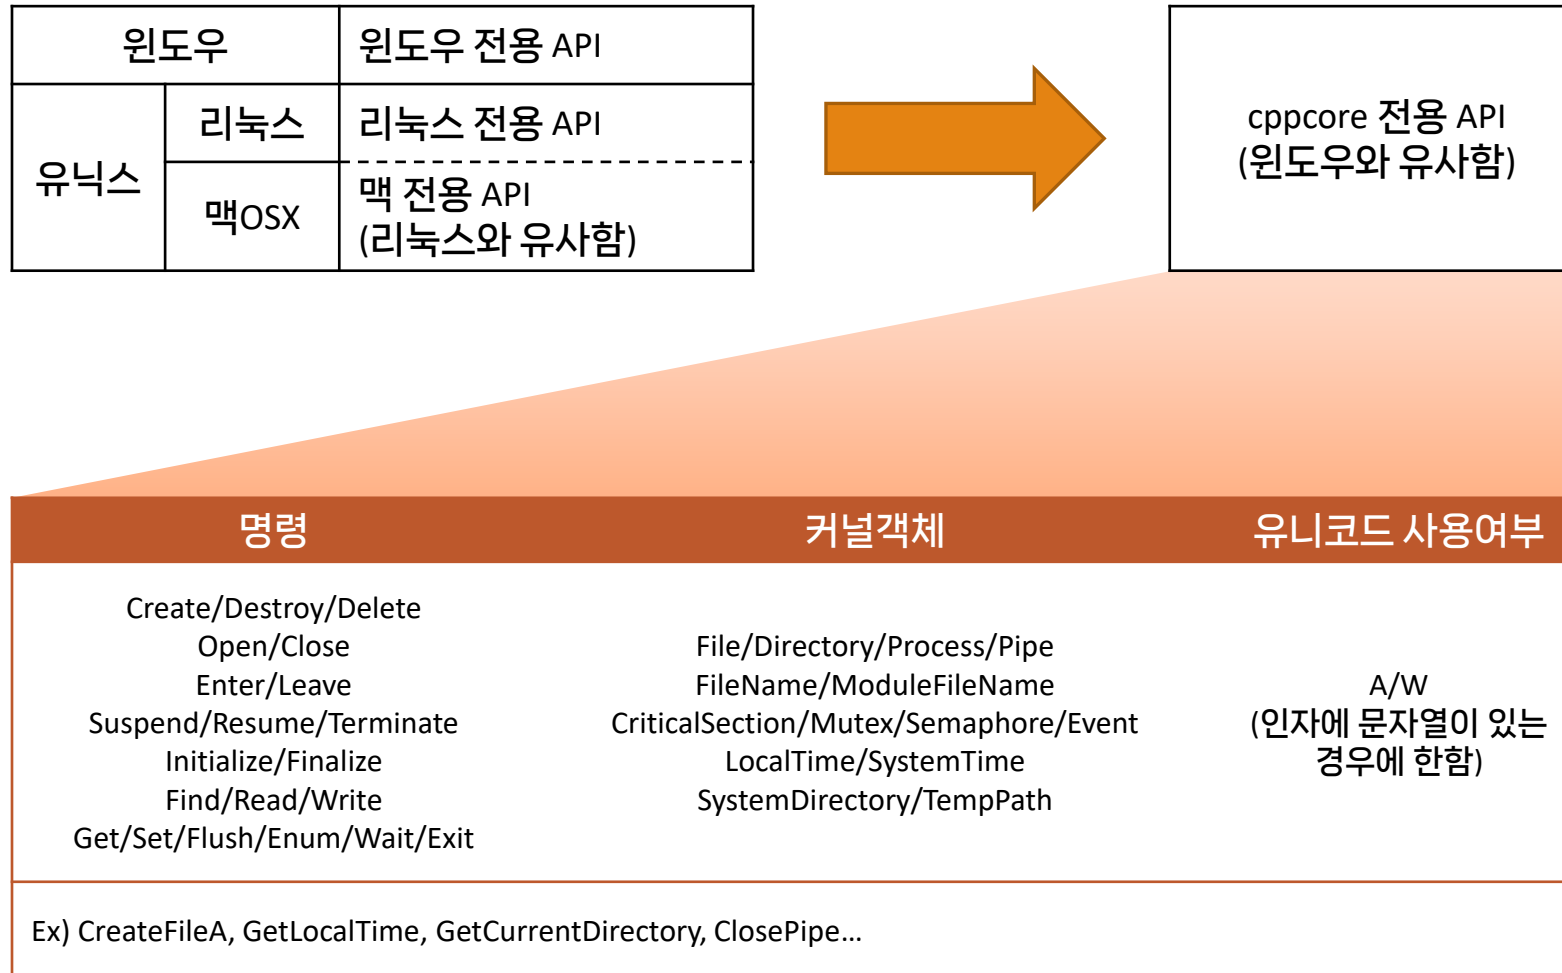 윈도우
윈도우 전용 API
유닉스
리눅스
리눅스 전용 API
맥OSX
맥 전용 API
(리눅스와 유사함)
cppcore 전용 API
(윈도우와 유사함)
명령
커널객체
유니코드 사용여부
Create/Destroy/Delete
Open/Close
Enter/Leave
Suspend/Resume/Terminate
Initialize/Finalize
Find/Read/Write
Get/Set/Flush/Enum/Wait/Exit
File/Directory/Process/Pipe
FileName/ModuleFileName
CriticalSection/Mutex/Semaphore/Event
LocalTime/SystemTime
SystemDirectory/TempPath
A/W
(인자에 문자열이 있는
경우에 한함)
Ex) CreateFileA, GetLocalTime, GetCurrentDirectory, ClosePipe…